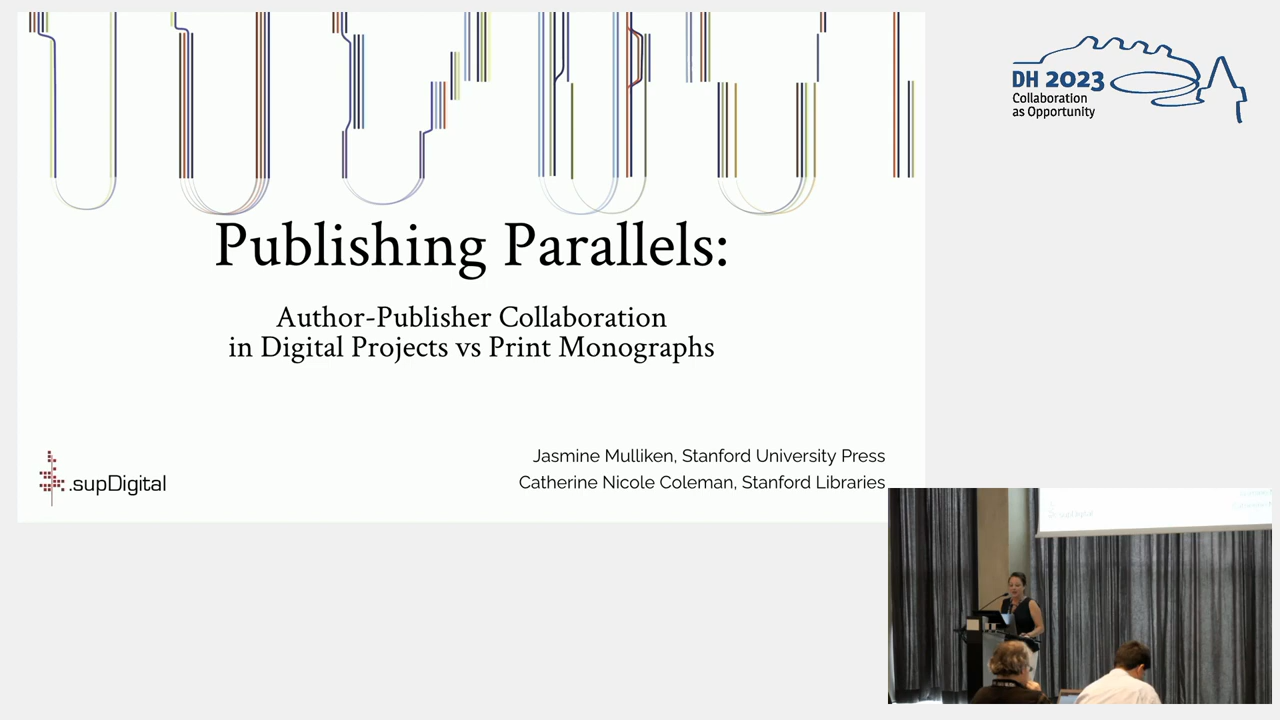 DH 2023
Collaboration
as Opportunity
Publishing Parallels:
Author-Publisher Collaboration
in Digital Projects vs Print Monographs
Jasmine Mulliken, Stanford University Press
Catherine Nicole Coleman, Stanford Libraries
.supDigital